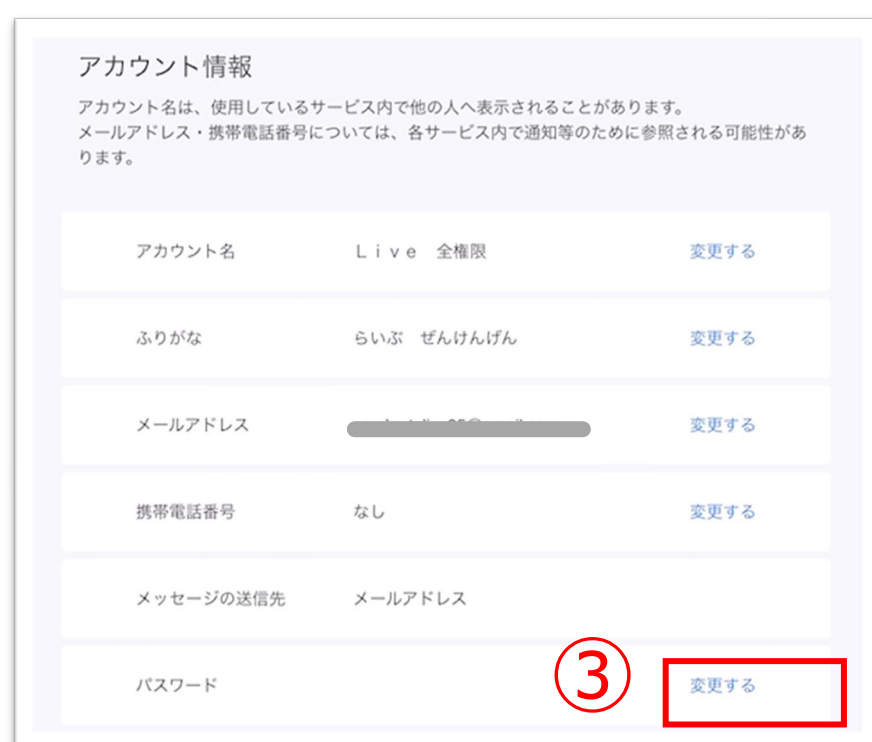 アカウント情報
アカウント名は、使用しているサービス内で他の人へ表示されることがあります。
メールアドレス・携帯電話番号については、各サービス内で通知等のために参照される可能性があ
ります。
アカウント名 Ｌｉｖｅ　全権限 変更する
ふりがな らいぶ　ぜんけんげん 変更する
メールアドレス 変更する
携帯電話番号 なし 変更する
メッセージの送信先 メールアドレス
パスワード ③ 変更する